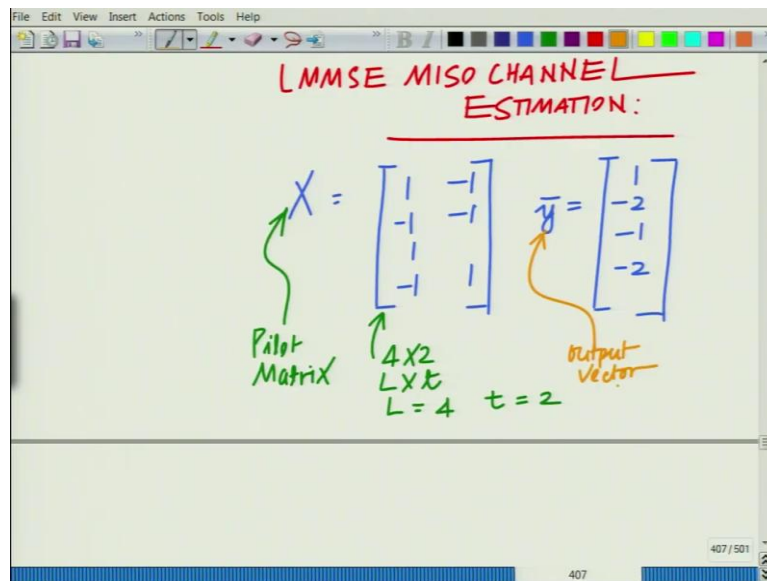 File Edit View Insert Actions Tools Help
B I
LMMSE MISO CHANNEL
ESTIMATION:
X = [ 1 -1
-1 -1
1
-1 1 ]
ȳ = [ 1
-2
-1
-2 ]
Pilot
Matrix
4x2
L x t
L = 4 t = 2
output
vector
407/501
407